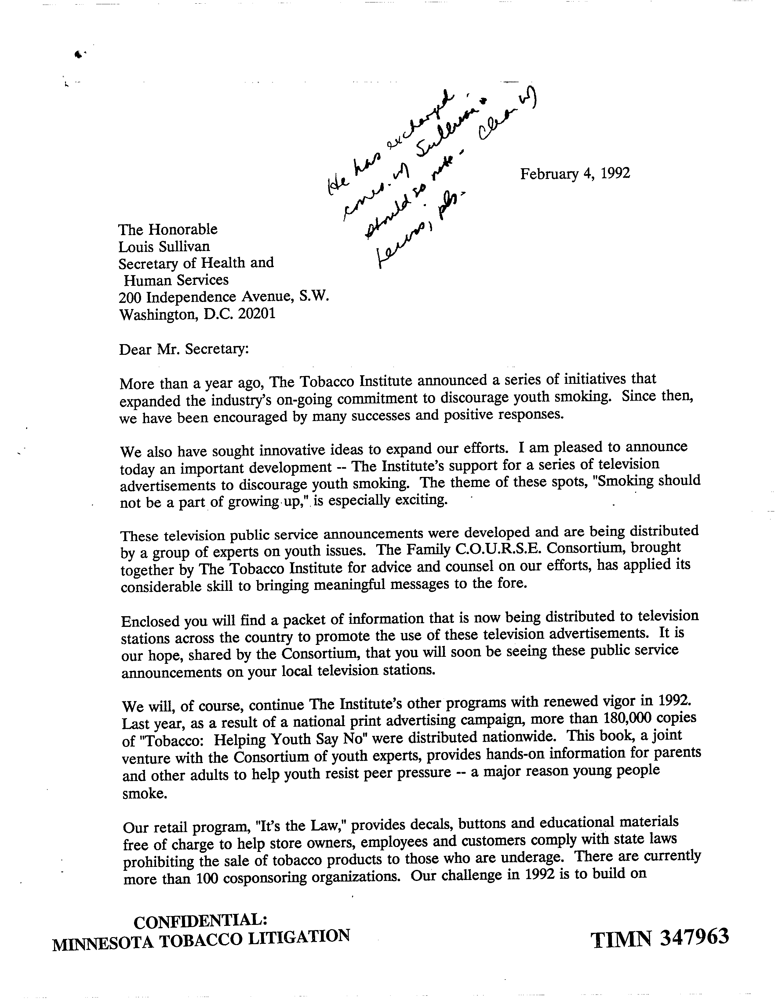 He has exchanged
corres. w/ Sullivan -
should so note - Clear w/
Lewis, pls.
February 4, 1992
The Honorable
Louis Sullivan
Secretary of Health and
Human Services
200 Independence Avenue, S.W.
Washington, D.C. 20201
Dear Mr. Secretary:
More than a year ago, The Tobacco Institute announced a series of initiatives that
expanded the industry's on-going commitment to discourage youth smoking. Since then,
we have been encouraged by many successes and positive responses.
We also have sought innovative ideas to expand our efforts. I am pleased to announce
today an important development -- The Institute's support for a series of television
advertisements to discourage youth smoking. The theme of these spots, "Smoking should
not be a part of growing up," is especially exciting.
These television public service announcements were developed and are being distributed
by a group of experts on youth issues. The Family C.O.U.R.S.E. Consortium, brought
together by The Tobacco Institute for advice and counsel on our efforts, has applied its
considerable skill to bringing meaningful messages to the fore.
Enclosed you will find a packet of information that is now being distributed to television
stations across the country to promote the use of these television advertisements. It is
our hope, shared by the Consortium, that you will soon be seeing these public service
announcements on your local television stations.
We will, of course, continue The Institute's other programs with renewed vigor in 1992.
Last year, as a result of a national print advertising campaign, more than 180,000 copies
of "Tobacco: Helping Youth Say No" were distributed nationwide. This book, a joint
venture with the Consortium of youth experts, provides hands-on information for parents
and other adults to help youth resist peer pressure -- a major reason young people
smoke.
Our retail program, "It's the Law," provides decals, buttons and educational materials
free of charge to help store owners, employees and customers comply with state laws
prohibiting the sale of tobacco products to those who are underage. There are currently
more than 100 cosponsoring organizations. Our challenge in 1992 is to build on
CONFIDENTIAL:
MINNESOTA TOBACCO LITIGATION
TIMN 347963